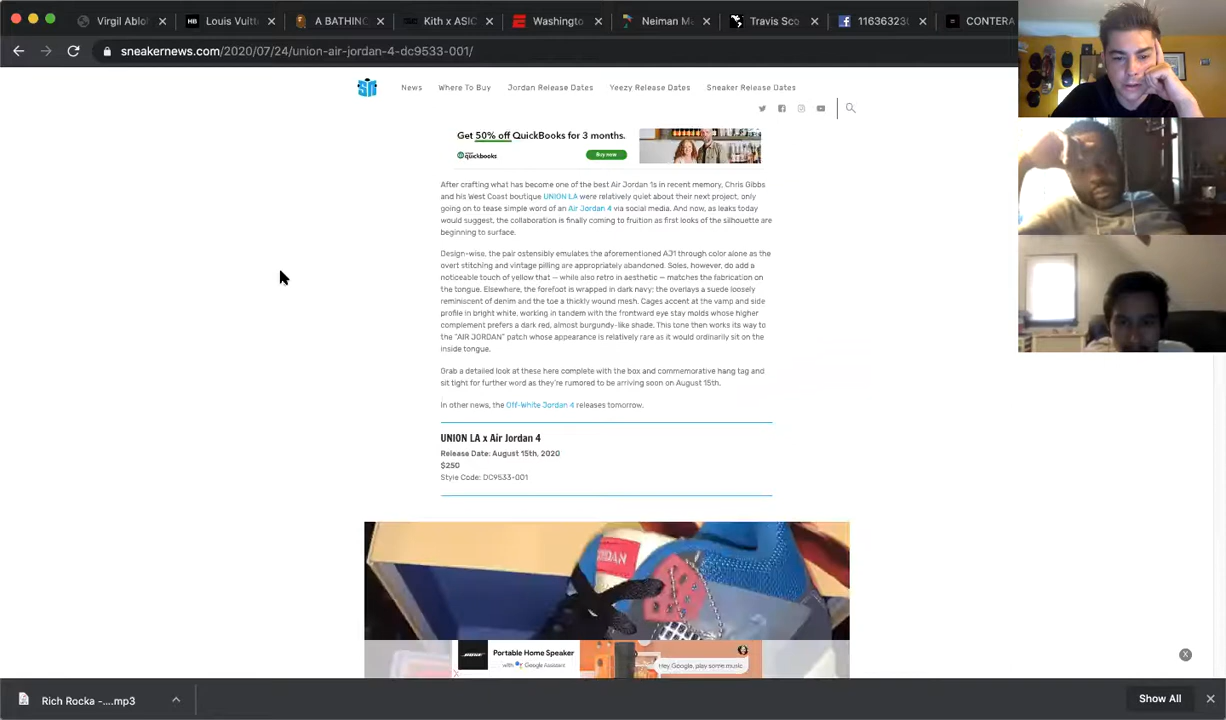 Virgil Abloh
Louis Vuitto
A BATHING
Kith x ASIC
Washingto
Neiman Ma
Travis Sco
116363230
CONTERA
sneakernews.com/2020/07/24/union-air-jordan-4-dc9533-001/
SN
News
Where To Buy
Jordan Release Dates
Yeezy Release Dates
Sneaker Release Dates
Get 50% off QuickBooks for 3 months.
quickbooks
Buy now
After crafting what has become one of the best Air Jordan 1s in recent memory, Chris Gibbs
and his West Coast boutique UNION LA were relatively quiet about their next project, only
going on to tease simple word of an Air Jordan 4 via social media. And now, as leaks today
would suggest, the collaboration is finally coming to fruition as first looks of the silhouette are
beginning to surface.
Design-wise, the pair ostensibly emulates the aforementioned AJ1 through color alone as the
overt stitching and vintage pilling are appropriately abandoned. Soles, however, do add a
noticeable touch of yellow that — while also retro in aesthetic — matches the fabrication on
the tongue. Elsewhere, the forefoot is wrapped in dark navy; the overlays a suede loosely
reminiscent of denim and the toe a thickly wound mesh. Cages accent at the vamp and side
profile in bright white, working in tandem with the frontward eye stay molds whose higher
complement prefers a dark red, almost burgundy-like shade. This tone then works its way to
the "AIR JORDAN" patch whose appearance is relatively rare as it would ordinarily sit on the
inside tongue.
Grab a detailed look at these here complete with the box and commemorative hang tag and
sit tight for further word as they're rumored to be arriving soon on August 15th.
In other news, the Off-White Jordan 4 releases tomorrow.
UNION LA x Air Jordan 4
Release Date: August 15th, 2020
$250
Style Code: DC9533-001
JORDAN
BOSE
Portable Home Speaker
with Google Assistant
Hey Google, play some music
Rich Rocka -....mp3
Show All